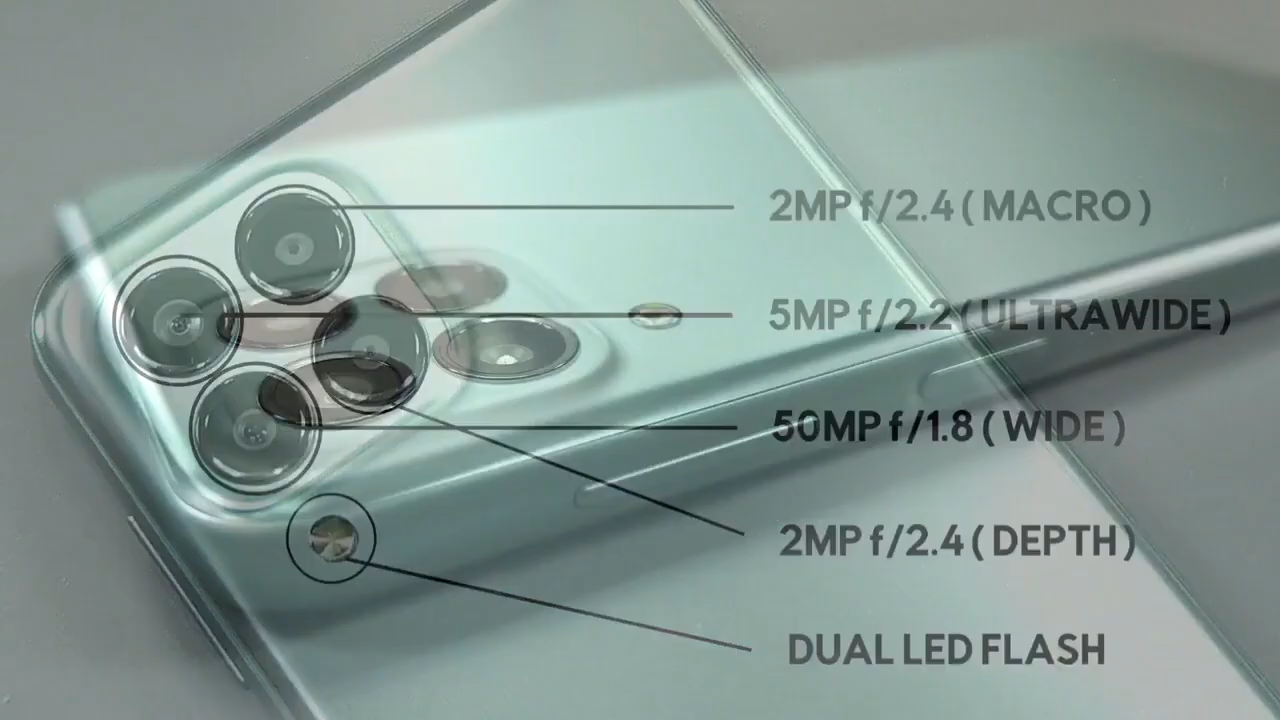 2MP f/2.4 ( MACRO )
5MP f/2.2 ( ULTRAWIDE )
50MP f/1.8 ( WIDE )
2MP f/2.4 ( DEPTH )
DUAL LED FLASH